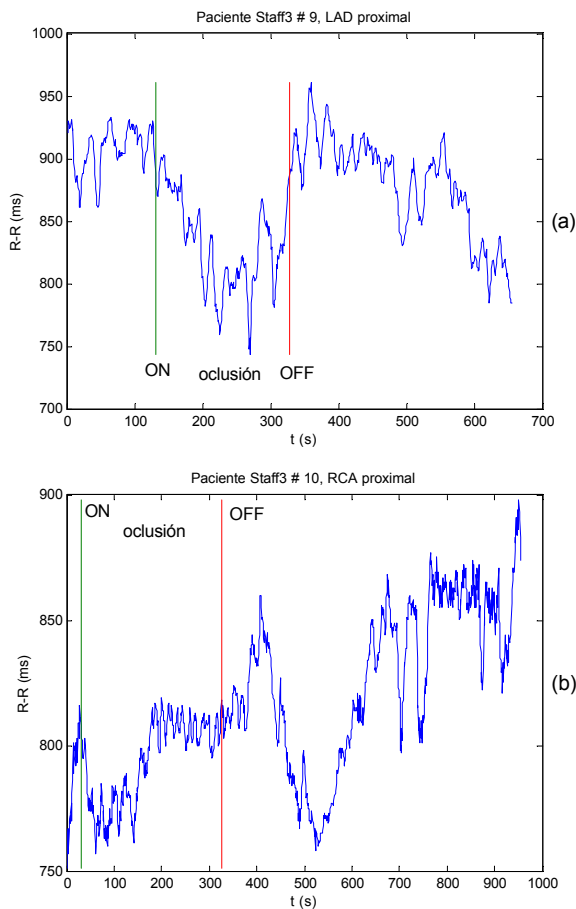 Paciente Staff3 # 9, LAD proximal
1000
950
900
850
800
750
700
R-R (ms)
ON
oclusión
OFF
(a)
0 100 200 300 400 500 600 700
t (s)
Paciente Staff3 # 10, RCA proximal
900
850
800
750
R-R (ms)
ON
oclusión
OFF
(b)
0 100 200 300 400 500 600 700 800 900 1000
t (s)